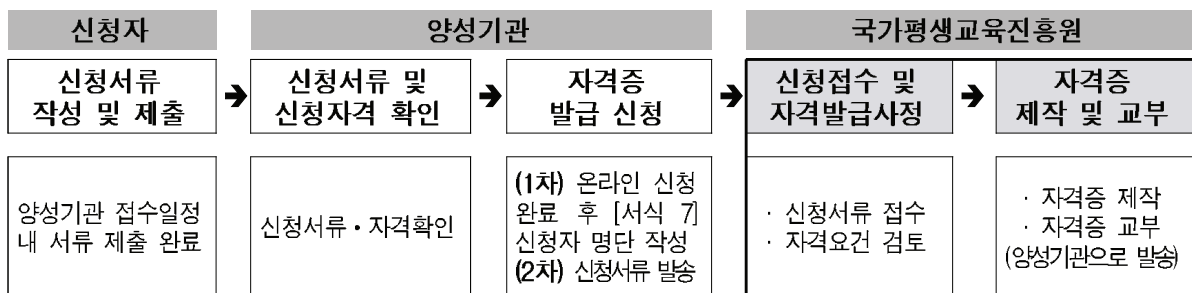 신청자
양성기관
국가평생교육진흥원
신청서류
작성 및 제출
➔
신청서류 및
신청자격 확인
➔
자격증
발급 신청
➔
신청접수 및
자격발급사정
➔
자격증
제작 및 교부
양성기관 접수일정
내 서류 제출 완료
신청서류・자격확인
(1차) 온라인 신청
완료 후 [서식 7]
신청자 명단 작성
(2차) 신청서류 발송
· 신청서류 접수
· 자격요건 검토
· 자격증 제작
· 자격증 교부
(양성기관으로 발송)